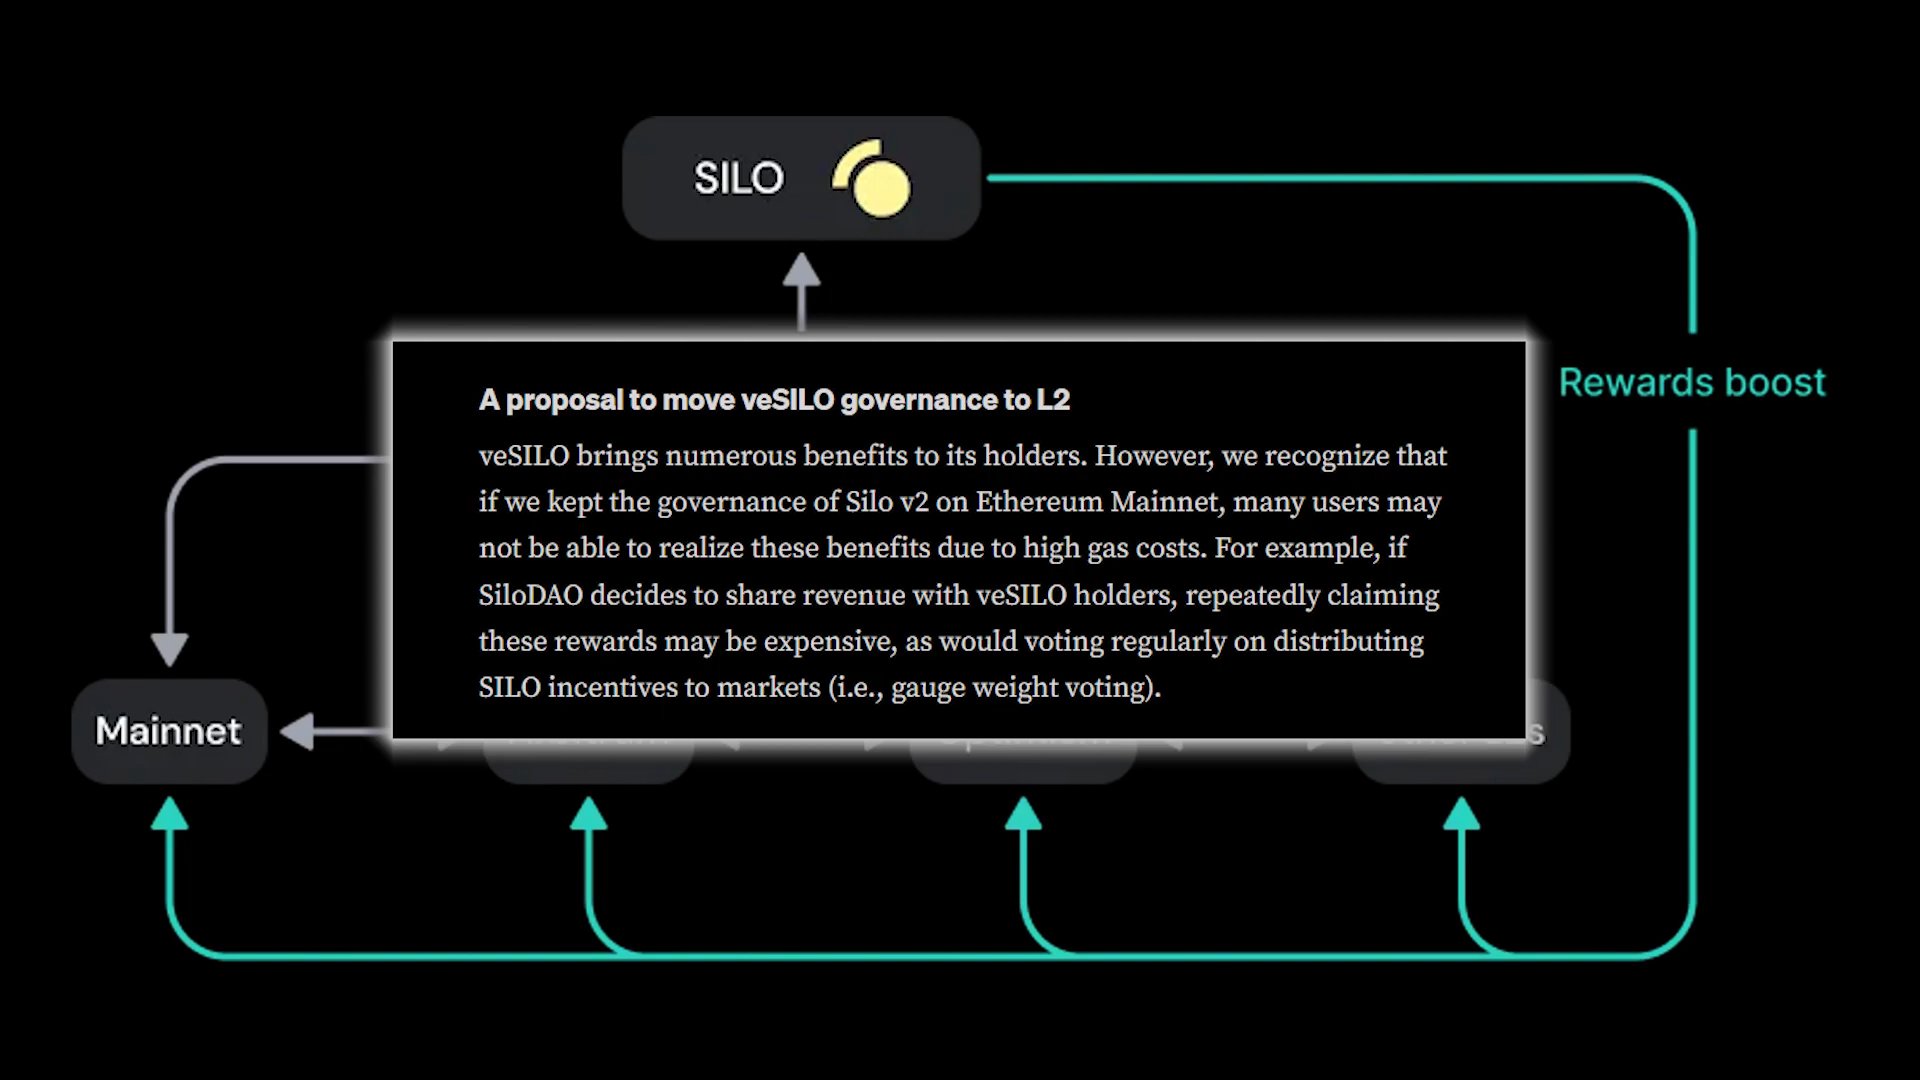 SILO
Rewards boost
A proposal to move veSILO governance to L2
veSILO brings numerous benefits to its holders. However, we recognize that
if we kept the governance of Silo v2 on Ethereum Mainnet, many users may
not be able to realize these benefits due to high gas costs. For example, if
SiloDAO decides to share revenue with veSILO holders, repeatedly claiming
these rewards may be expensive, as would voting regularly on distributing
SILO incentives to markets (i.e., gauge weight voting).
Mainnet